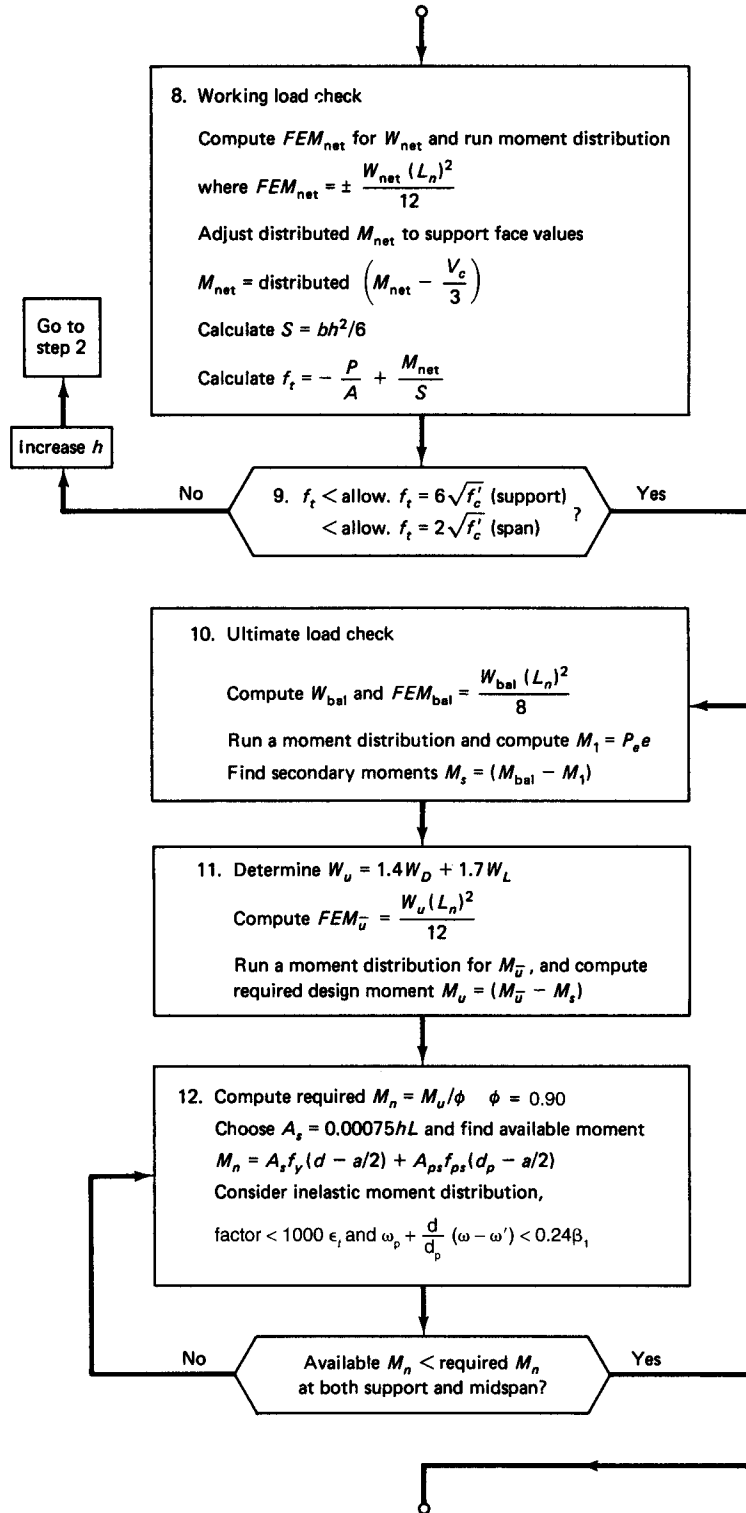 8. Working load check
Compute FEM_net for W_net and run moment distribution
where FEM_net = ± W_net (L_n)² / 12
Adjust distributed M_net to support face values
M_net = distributed (M_net − V_c / 3)
Calculate S = bh²/6
Calculate f_t = − P / A + M_net / S
Go to
step 2
Increase h
No
9. f_t < allow. f_t = 6√f'_c (support)
< allow. f_t = 2√f'_c (span) ?
Yes
10. Ultimate load check
Compute W_bal and FEM_bal = W_bal (L_n)² / 8
Run a moment distribution and compute M_1 = P_e e
Find secondary moments M_s = (M_bal − M_1)
11. Determine W_u = 1.4W_D + 1.7W_L
Compute FEM_u̅ = W_u(L_n)² / 12
Run a moment distribution for M_u̅, and compute
required design moment M_u = (M_u̅ − M_s)
12. Compute required M_n = M_u/ϕ ϕ = 0.90
Choose A_s = 0.00075hL and find available moment
M_n = A_s f_y(d − a/2) + A_ps f_ps(d_p − a/2)
Consider inelastic moment distribution,
factor < 1000 ϵ_t and ω_p + d / d_p (ω − ω') < 0.24β_1
No
Available M_n < required M_n
at both support and midspan?
Yes